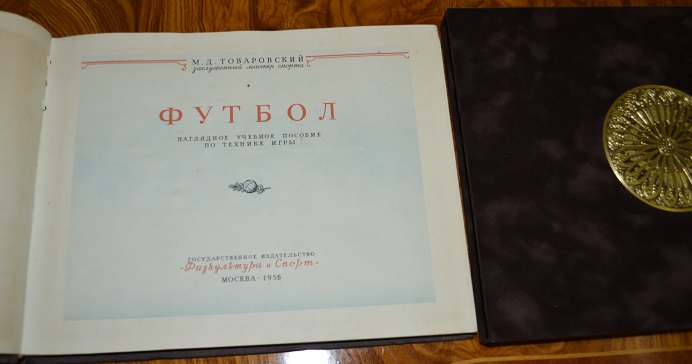 М. Д. ТОВАРОВСКИЙ
заслуженный мастер спорта
ФУТБОЛ
НАГЛЯДНОЕ УЧЕБНОЕ ПОСОБИЕ
ПО ТЕХНИКЕ ИГРЫ
ГОСУДАРСТВЕННОЕ ИЗДАТЕЛЬСТВО
«Физкультура и Спорт»
МОСКВА · 1956